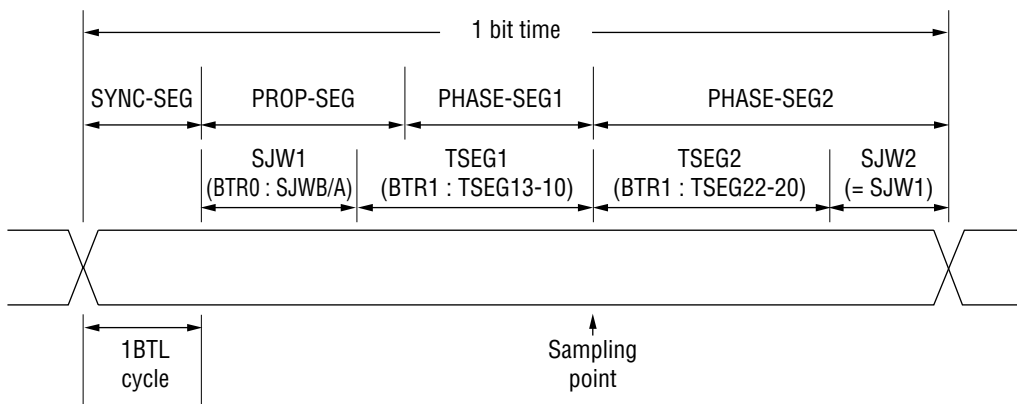 1 bit time
SYNC-SEG PROP-SEG PHASE-SEG1 PHASE-SEG2
SJW1 TSEG1 TSEG2 SJW2
(BTR0 : SJWB/A) (BTR1 : TSEG13-10) (BTR1 : TSEG22-20) (= SJW1)
1BTL Sampling
cycle point